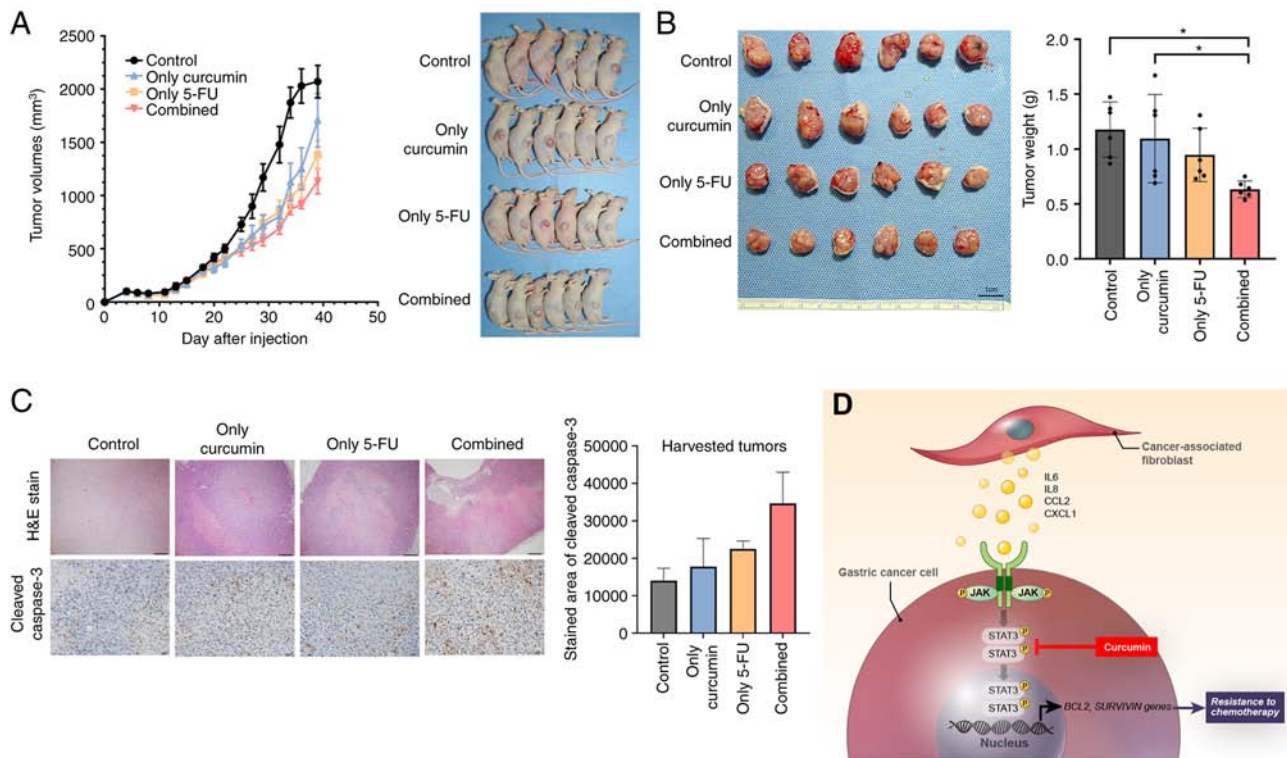 A
2500
2000
1500
1000
500
0
Tumor volumes (mm³)
Control
Only curcumin
Only 5-FU
Combined
0
10
20
30
40
50
Day after injection
Control
Only
curcumin
Only 5-FU
Combined
B
Control
Only
curcumin
Only 5-FU
Combined
1cm
2.0
1.5
1.0
0.5
0.0
Tumor weight (g)
*
*
Control
Only
curcumin
Only 5-FU
Combined
C
Control
Only
curcumin
Only 5-FU
Combined
H&E stain
Cleaved
caspase-3
Stained area of cleaved caspase-3
50000
40000
30000
20000
10000
0
Harvested tumors
Control
Only
curcumin
Only 5-FU
Combined
D
Cancer-associated
fibroblast
IL6
IL8
CCL2
CXCL1
Gastric cancer cell
P JAK JAK P
STAT3 P
STAT3 P
Curcumin
STAT3 P
STAT3 P
BCL2, SURVIVIN genes
Resistance to
chemotherapy
Nucleus